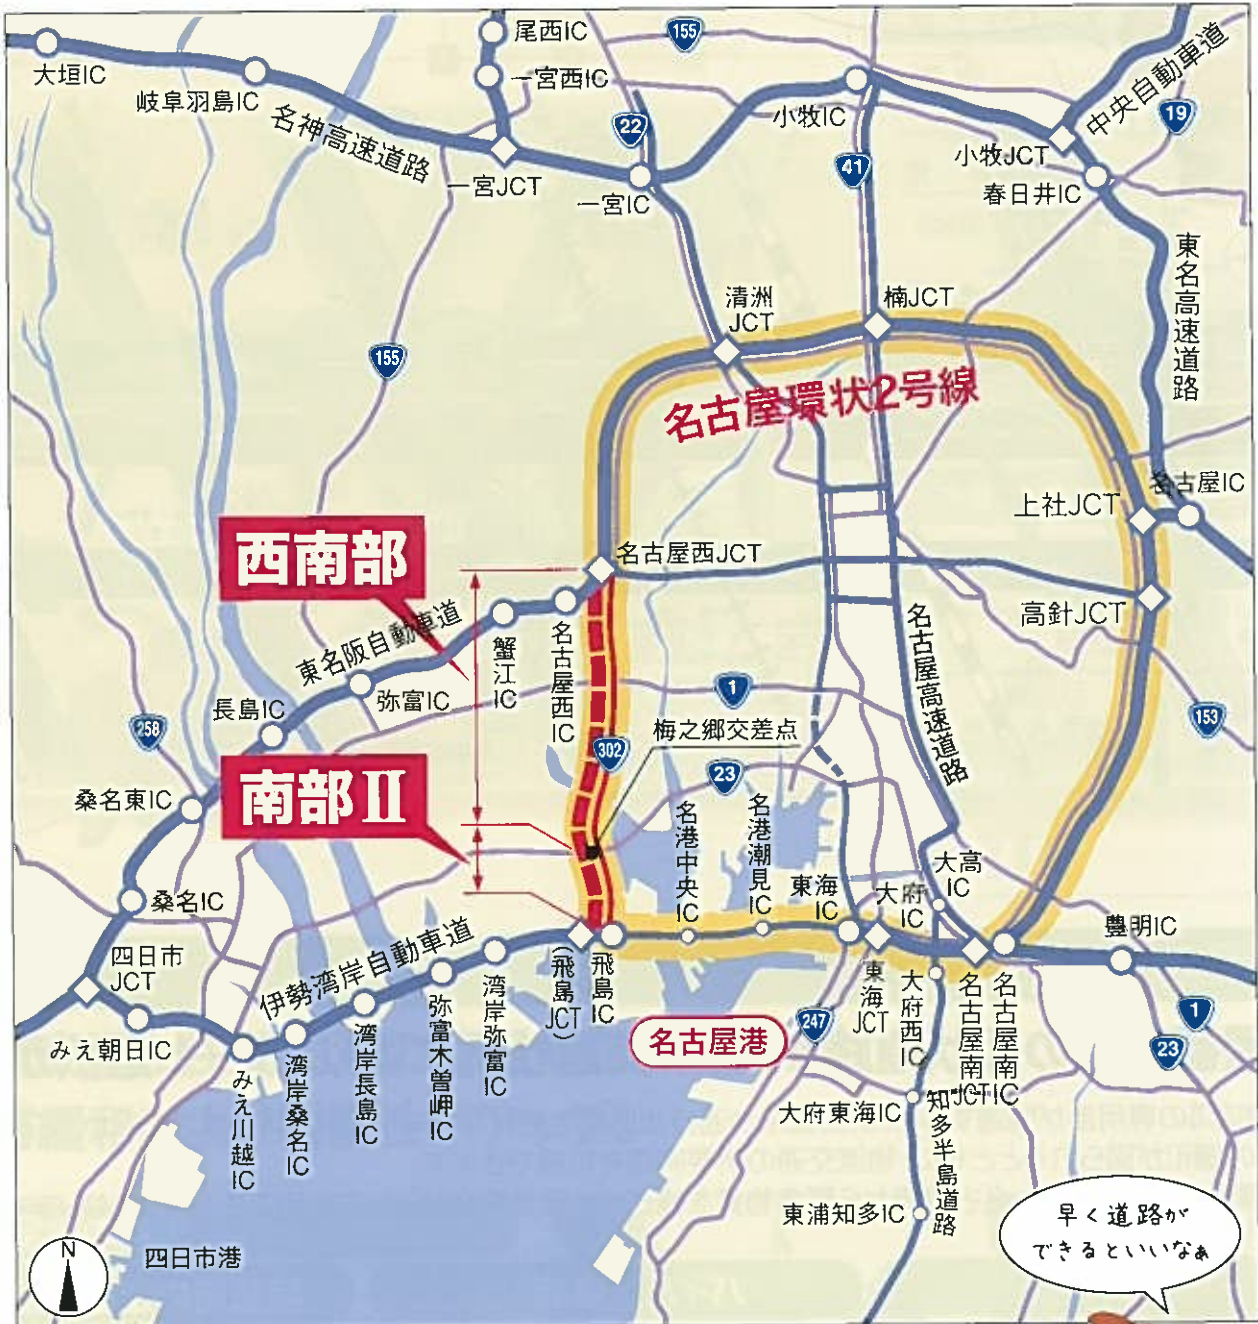 尾西IC
155
大垣IC
一宮西IC
岐阜羽島IC
小牧IC
中央自動車道
19
名神高速道路
22
41
小牧JCT
一宮JCT
一宮IC
春日井IC
東名高速道路
清洲
JCT
楠JCT
155
名古屋環状2号線
名古屋IC
上社JCT
西南部
名古屋西JCT
高針JCT
東名阪自動車道
蟹江IC
名古屋西IC
名古屋高速道路
弥富IC
1
長島IC
258
153
302
梅之郷交差点
23
南部Ⅱ
桑名東IC
名港中央IC
名港潮見IC
東海IC
大府IC
大高IC
桑名IC
豊明IC
四日市
JCT
伊勢湾岸自動車道
(飛島JCT)
飛島IC
東海JCT
大府西IC
名古屋南JCT
名古屋南IC
湾岸弥富IC
弥富木曽岬IC
湾岸長島IC
湾岸桑名IC
みえ川越IC
みえ朝日IC
247
1
23
名古屋港
大府東海IC
知多半島道路
東浦知多IC
早く道路が
できるといいなぁ
N
四日市港